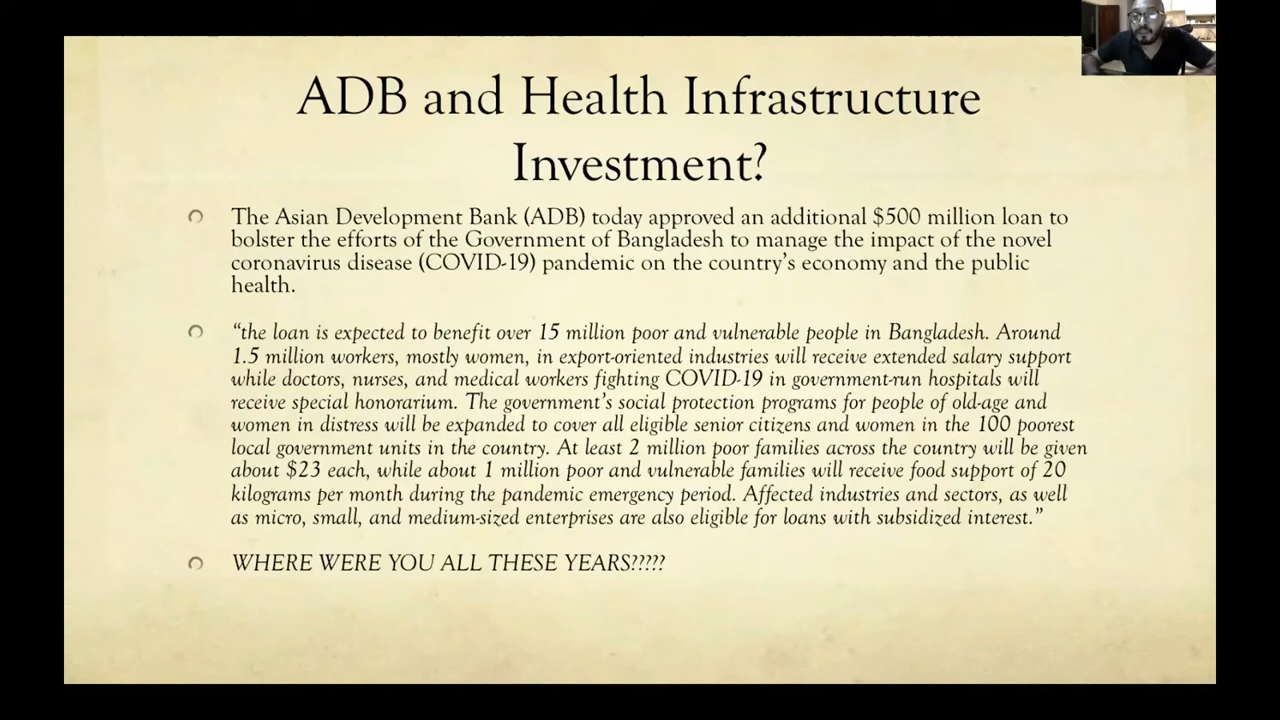 ADB and Health Infrastructure
Investment?
The Asian Development Bank (ADB) today approved an additional $500 million loan to
bolster the efforts of the Government of Bangladesh to manage the impact of the novel
coronavirus disease (COVID-19) pandemic on the country's economy and the public
health.
“the loan is expected to benefit over 15 million poor and vulnerable people in Bangladesh. Around
1.5 million workers, mostly women, in export-oriented industries will receive extended salary support
while doctors, nurses, and medical workers fighting COVID-19 in government-run hospitals will
receive special honorarium. The government's social protection programs for people of old-age and
women in distress will be expanded to cover all eligible senior citizens and women in the 100 poorest
local government units in the country. At least 2 million poor families across the country will be given
about $23 each, while about 1 million poor and vulnerable families will receive food support of 20
kilograms per month during the pandemic emergency period. Affected industries and sectors, as well
as micro, small, and medium-sized enterprises are also eligible for loans with subsidized interest.”
WHERE WERE YOU ALL THESE YEARS?????